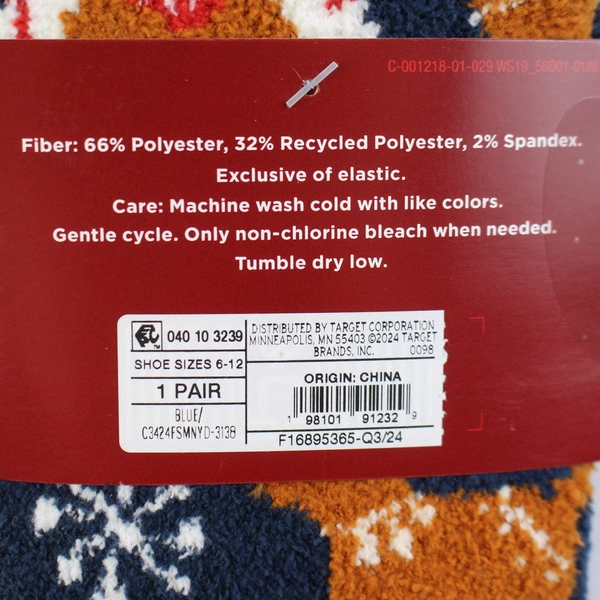 C-001218-01-029 WS19_56001-9186
Fiber: 66% Polyester, 32% Recycled Polyester, 2% Spandex.
Exclusive of elastic.
Care: Machine wash cold with like colors.
Gentle cycle. Only non-chlorine bleach when needed.
Tumble dry low.
040 10 3239
SHOE SIZES 6-12
1 PAIR
BLUE/
C3424FSMNYD-313B
DISTRIBUTED BY TARGET CORPORATION
MINNEAPOLIS, MN 55403 ©2024 TARGET
BRANDS, INC. 0098
ORIGIN: CHINA
1 98101 91232 9
F16895365-Q3/24